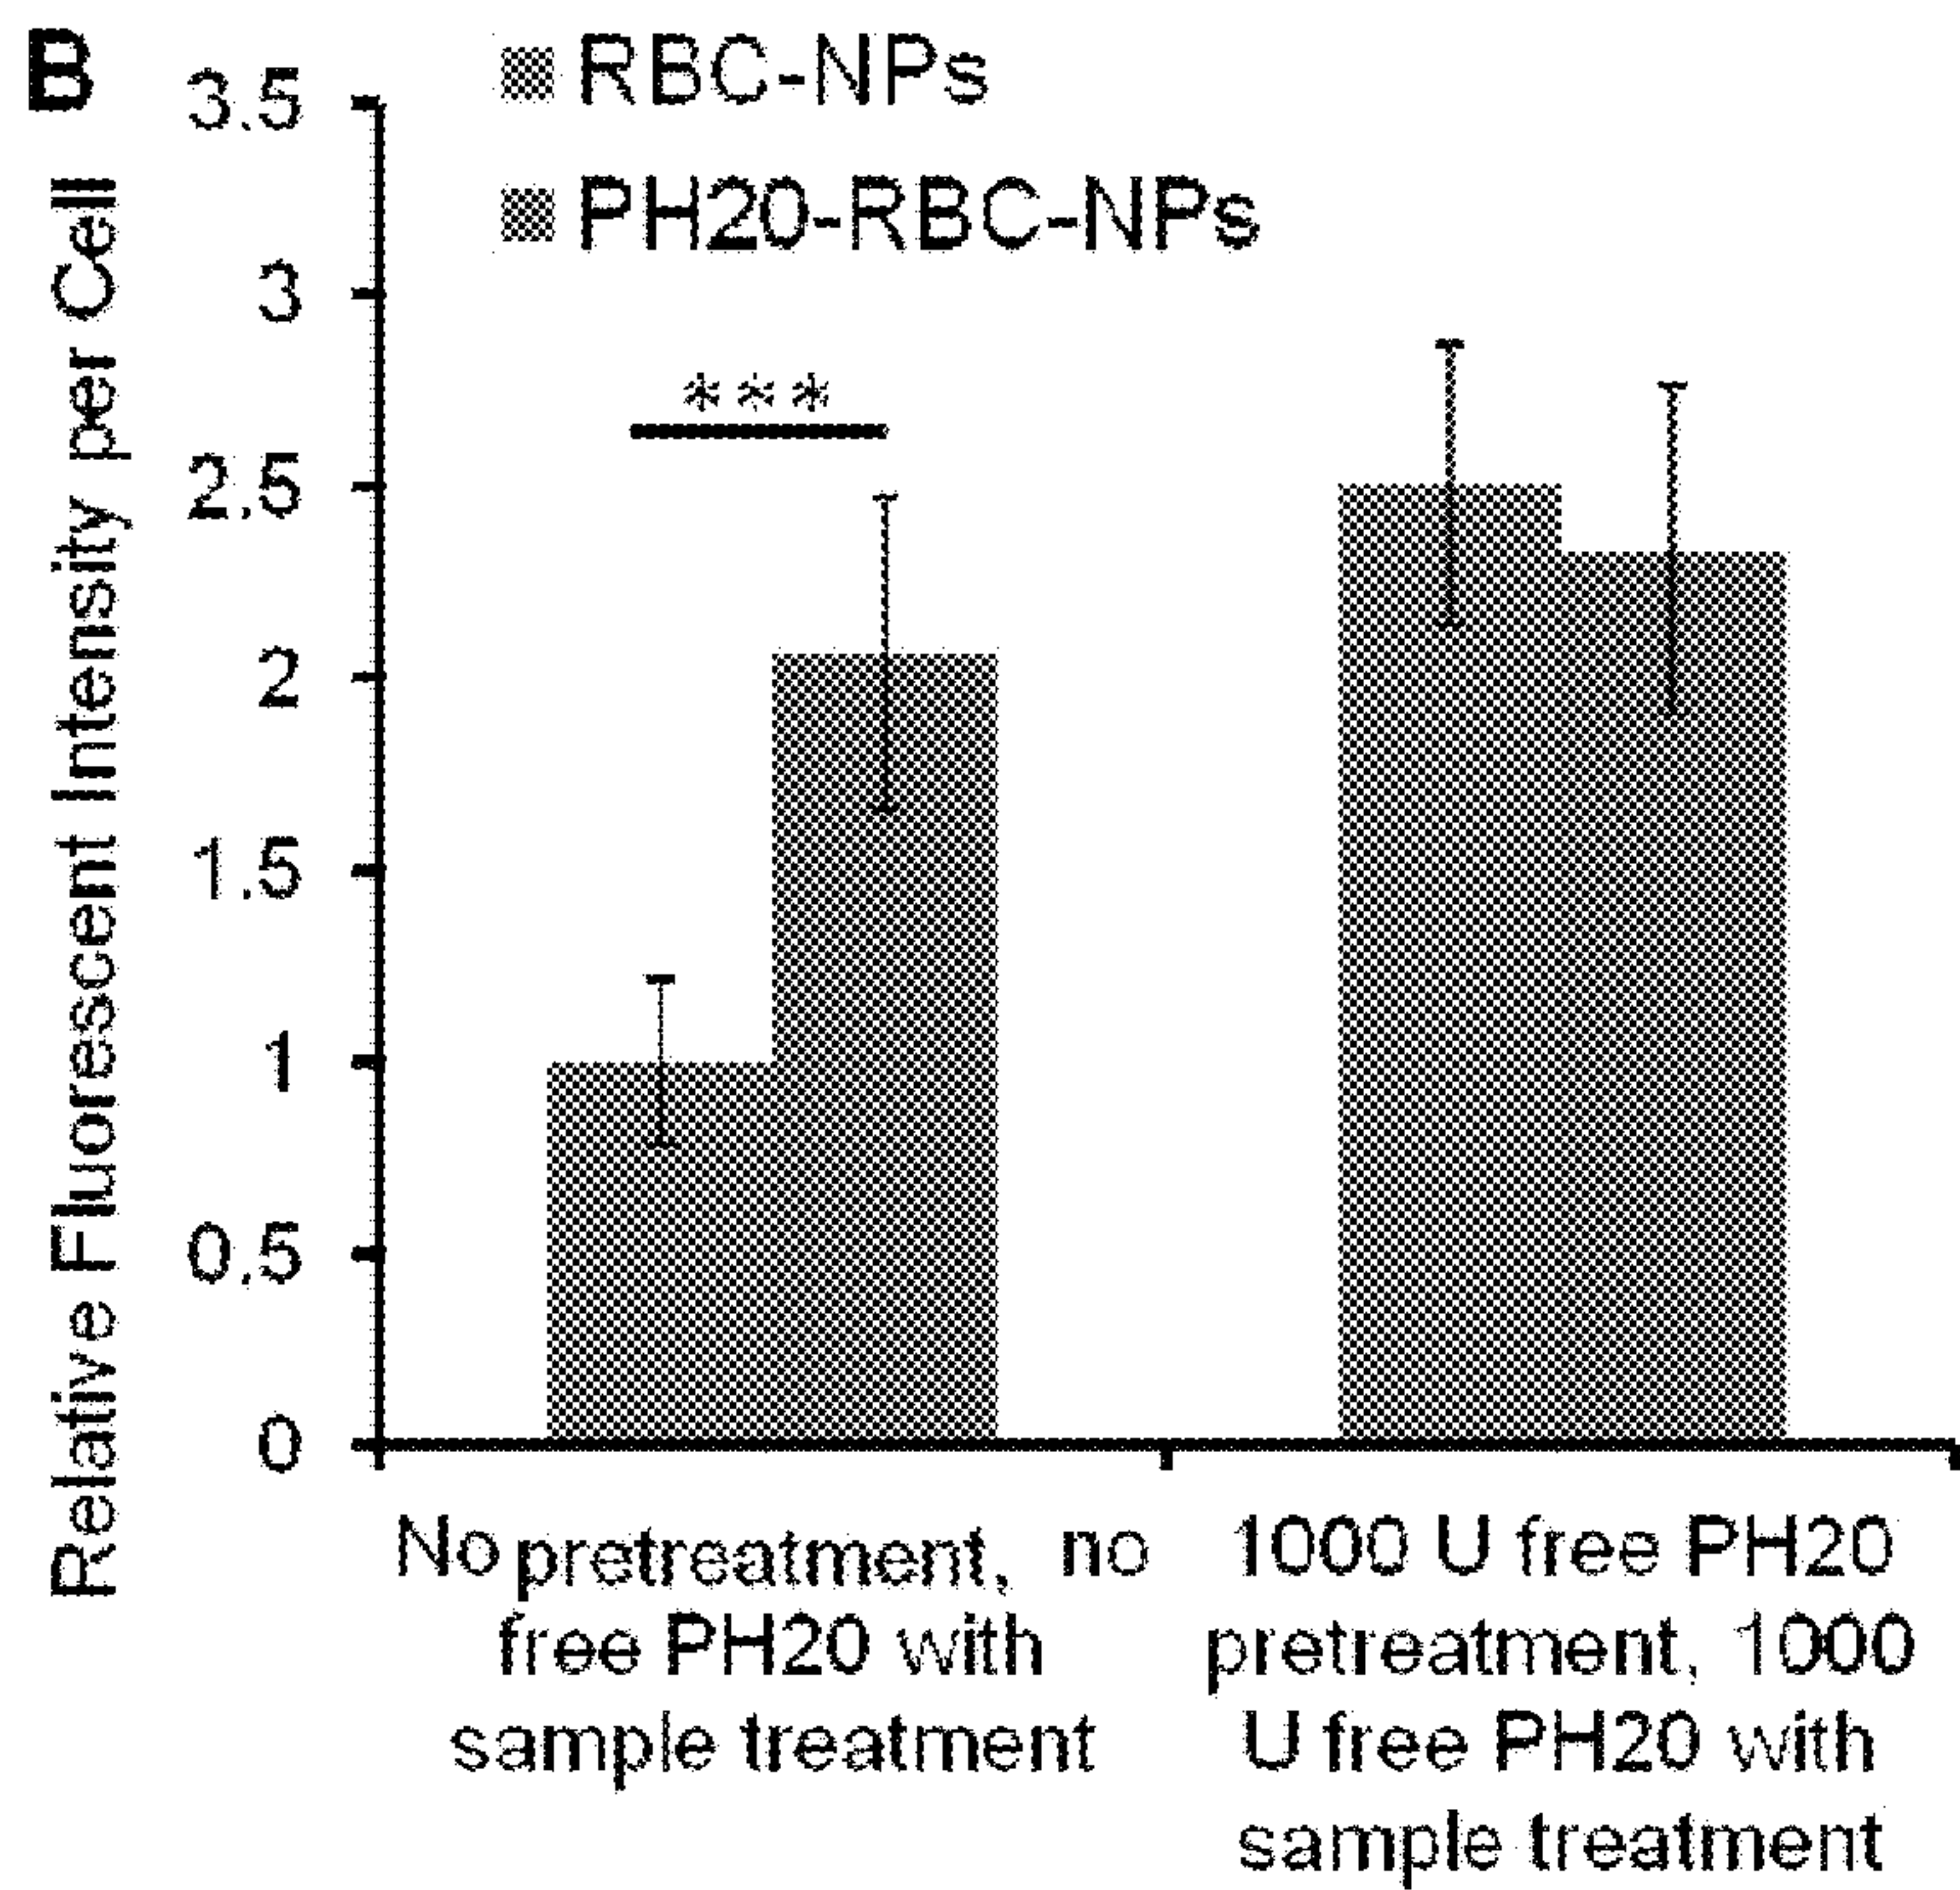 B
RBC-NPs
PH20-RBC-NPs
Relative Fluorescent Intensity per Cell
3.5
3
2.5
2
1.5
1
0.5
0
***
No pretreatment, no
free PH20 with
sample treatment
1000 U free PH20
pretreatment, 1000
U free PH20 with
sample treatment